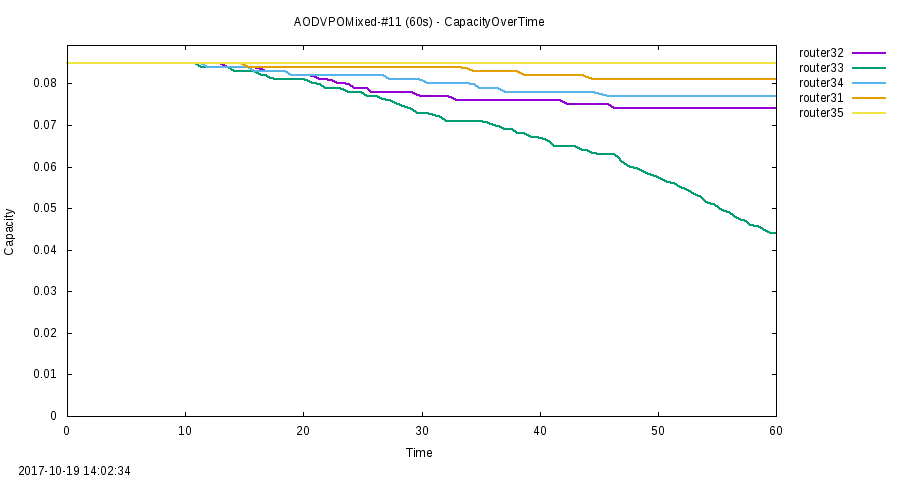 AODVPOMixed-#11 (60s) - CapacityOverTime
router32
router33
router34
router31
router35
0.08
0.07
0.06
0.05
0.04
0.03
0.02
0.01
0
Capacity
0 10 20 30 40 50 60
Time
2017-10-19 14:02:34